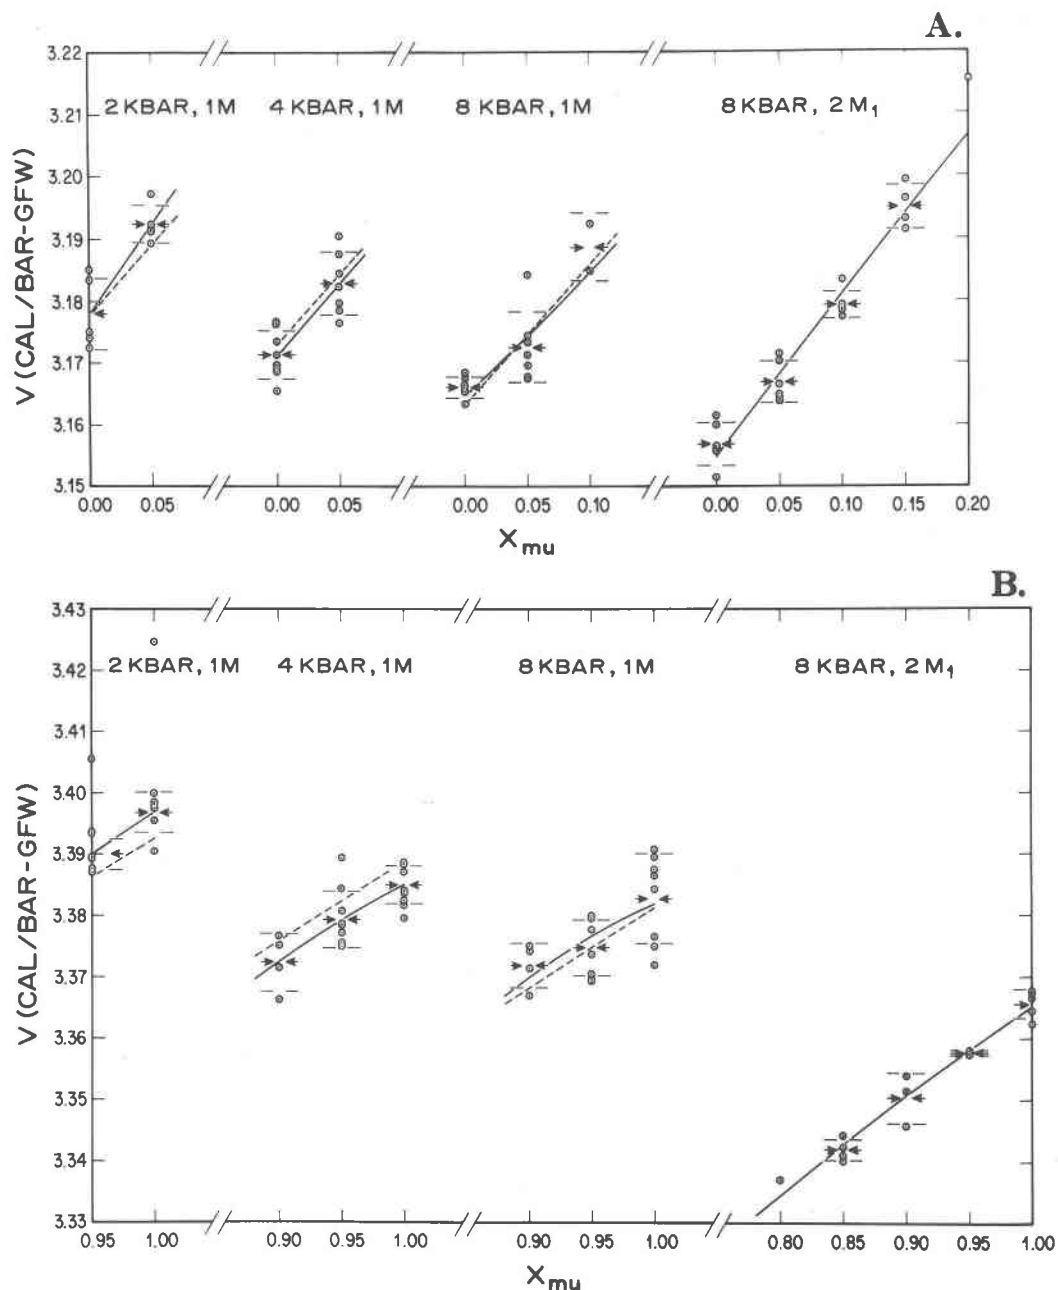 A.
3.22
3.21
3.20
3.19
3.18
3.17
3.16
3.15
V (CAL/BAR-GFW)
2 KBAR, 1M 4 KBAR, 1M 8 KBAR, 1M 8 KBAR, 2M₁
0.00 0.05 0.00 0.05 0.00 0.05 0.10 0.00 0.05 0.10 0.15 0.20
Xmu
B.
3.43
3.42
3.41
3.40
3.39
3.38
3.37
3.36
3.35
3.34
3.33
V (CAL/BAR-GFW)
2 KBAR, 1M 4 KBAR, 1M 8 KBAR, 1M 8 KBAR, 2M₁
0.95 1.00 0.90 0.95 1.00 0.90 0.95 1.00 0.80 0.85 0.90 0.95 1.00
Xmu